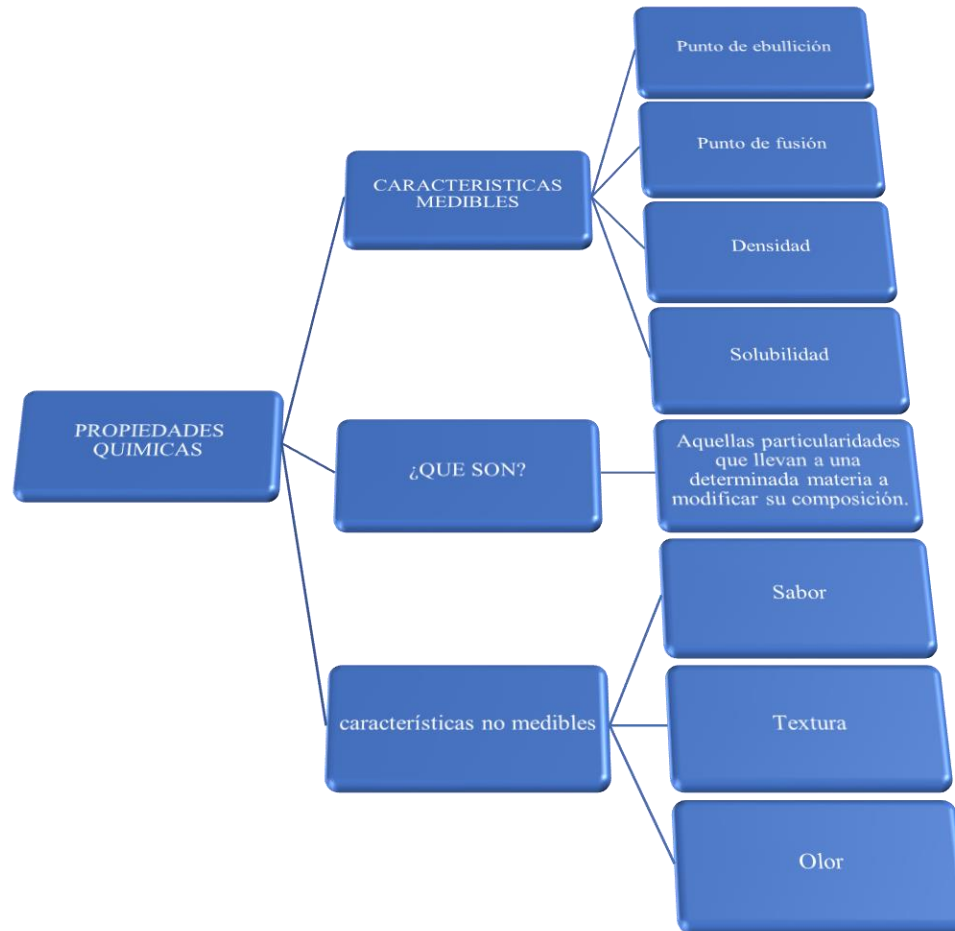 PROPIEDADES
QUIMICAS
CARACTERISTICAS
MEDIBLES
Punto de ebullición
Punto de fusión
Densidad
Solubilidad
¿QUE SON?
Aquellas particularidades
que llevan a una
determinada materia a
modificar su composición.
característícas no medibles
Sabor
Textura
Olor